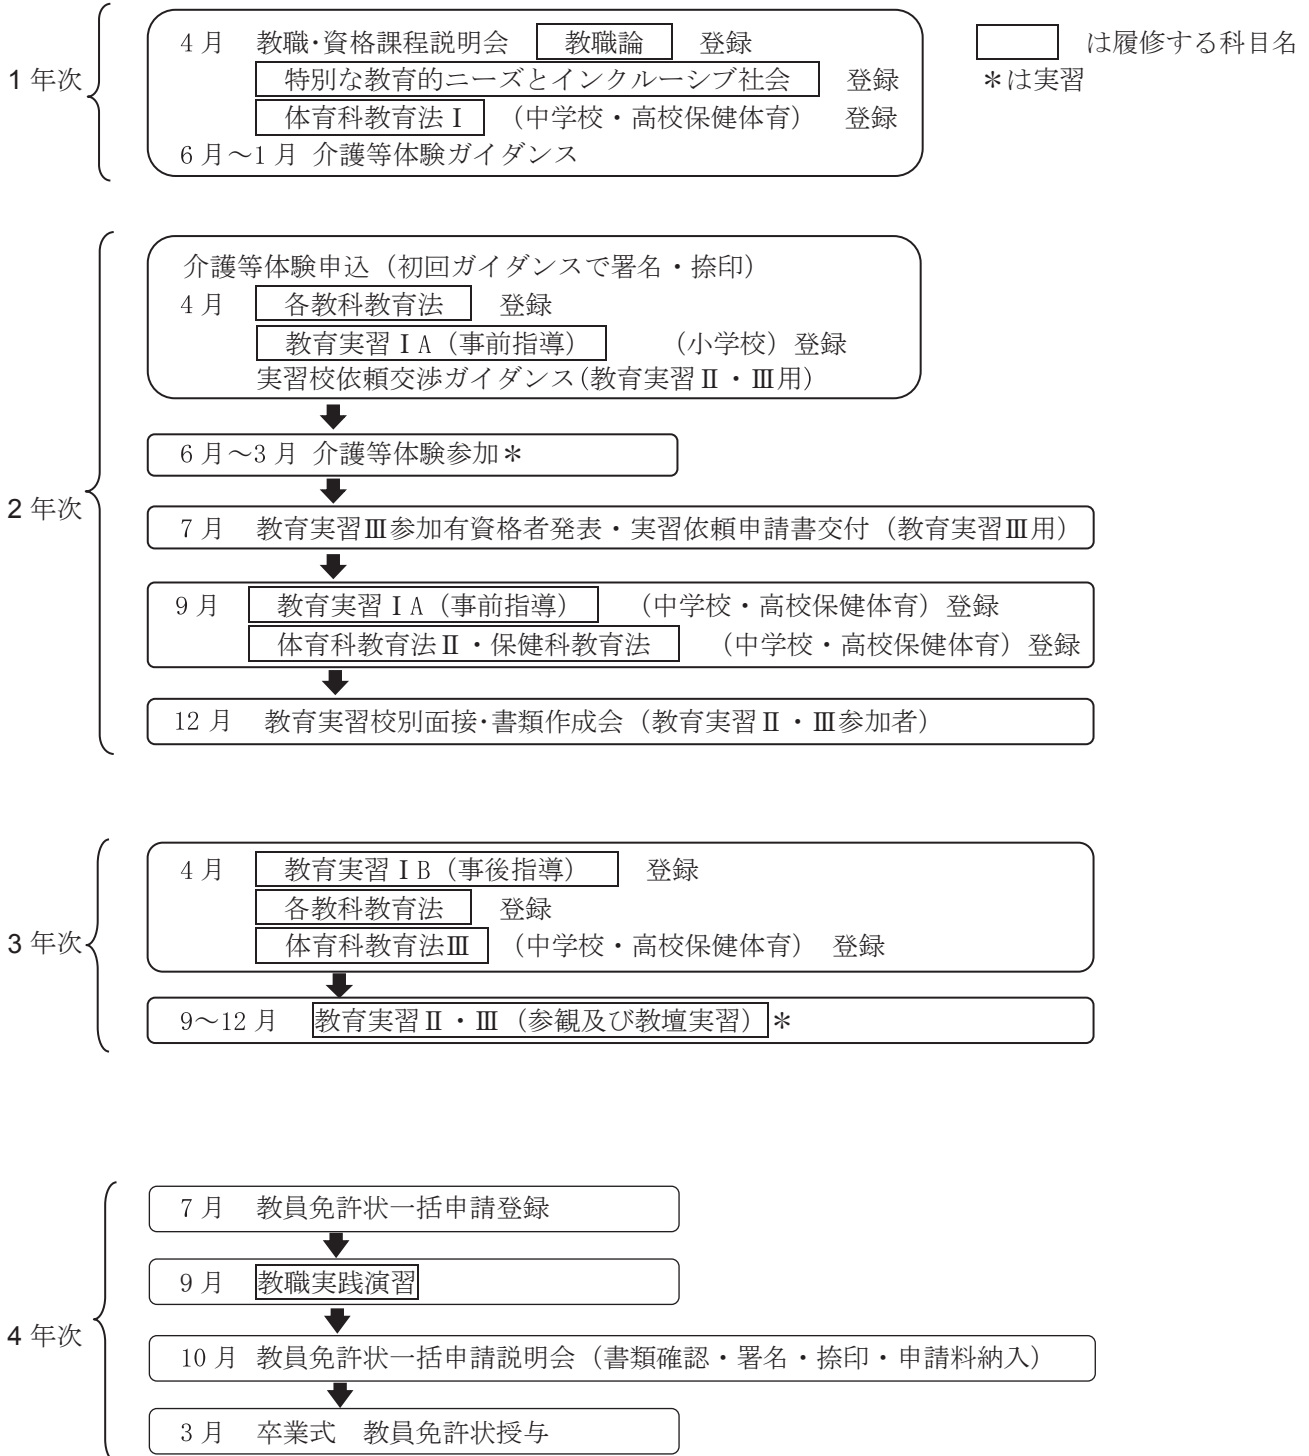 1 年次
4 月　教職･資格課程説明会　教職論　登録
特別な教育的ニーズとインクルーシブ社会　登録
体育科教育法Ⅰ （中学校・高校保健体育）　登録
6 月～1 月 介護等体験ガイダンス
は履修する科目名
＊は実習
2 年次
介護等体験申込（初回ガイダンスで署名・捺印）
4 月　各教科教育法　登録
教育実習ⅠA（事前指導）　（小学校）登録
実習校依頼交渉ガイダンス（教育実習Ⅱ・Ⅲ用）
6 月～3 月 介護等体験参加＊
7 月　教育実習Ⅲ参加有資格者発表・実習依頼申請書交付（教育実習Ⅲ用）
9 月　教育実習ⅠA（事前指導）　（中学校・高校保健体育）登録
体育科教育法Ⅱ・保健科教育法　（中学校・高校保健体育）登録
12 月　教育実習校別面接･書類作成会（教育実習Ⅱ・Ⅲ参加者）
3 年次
4 月　教育実習ⅠB（事後指導）　登録
各教科教育法　登録
体育科教育法Ⅲ （中学校・高校保健体育） 登録
9～12 月　教育実習Ⅱ・Ⅲ（参観及び教壇実習）＊
4 年次
7 月　教員免許状一括申請登録
9 月　教職実践演習
10 月 教員免許状一括申請説明会（書類確認・署名・捺印・申請料納入）
3 月　卒業式　教員免許状授与